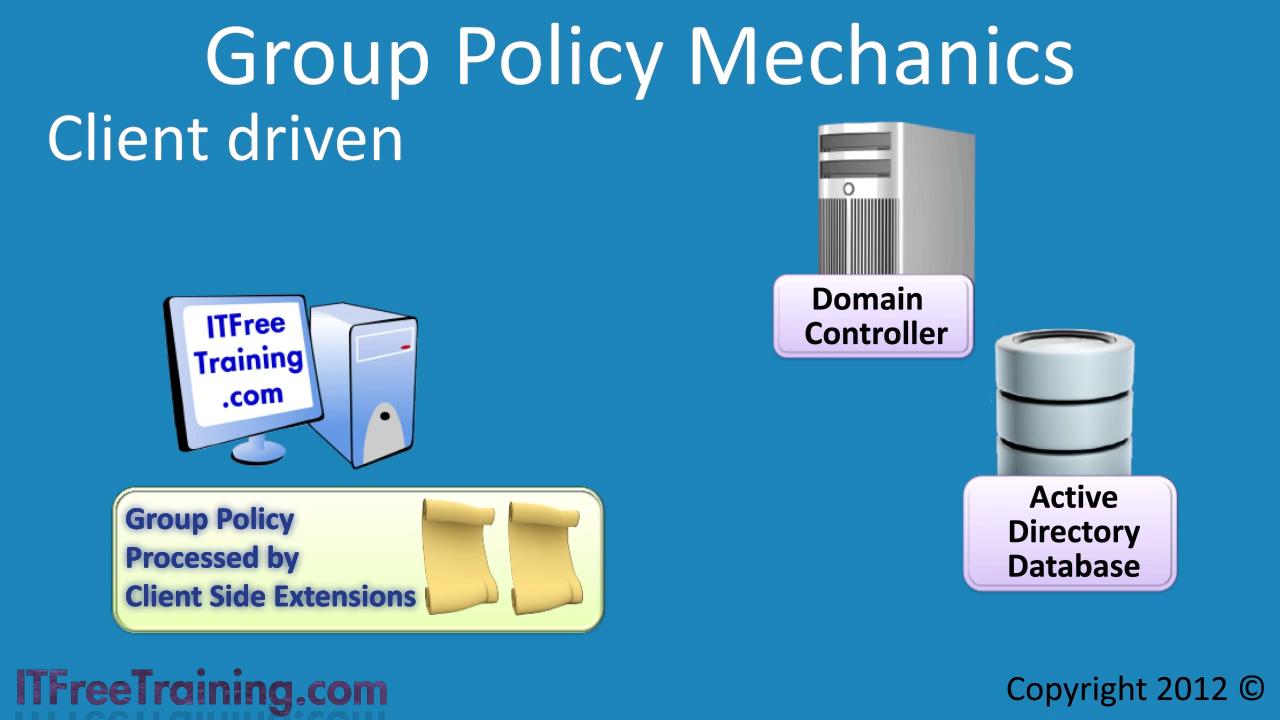 Group Policy Mechanics
Client driven
Domain
Controller
ITFree
Training
.com
Active
Directory
Database
Group Policy
Processed by
Client Side Extensions
ITFreeTraining.com
Copyright 2012 ©